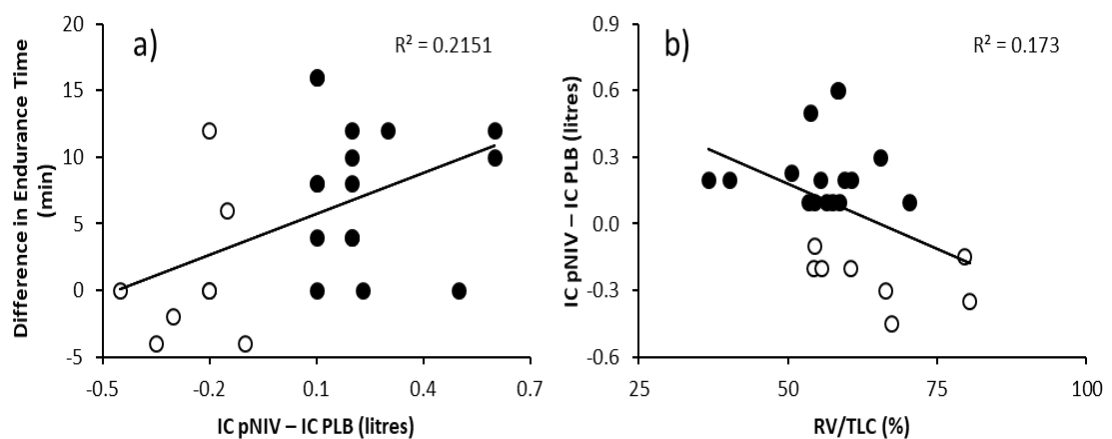 a)
R² = 0.2151
Difference in Endurance Time
(min)
20
15
10
5
0
-5
-0.5
-0.2
0.1
0.4
0.7
IC pNIV – IC PLB (litres)
b)
R² = 0.173
IC pNIV – IC PLB (litres)
0.9
0.6
0.3
0.0
-0.3
-0.6
25
50
75
100
RV/TLC (%)